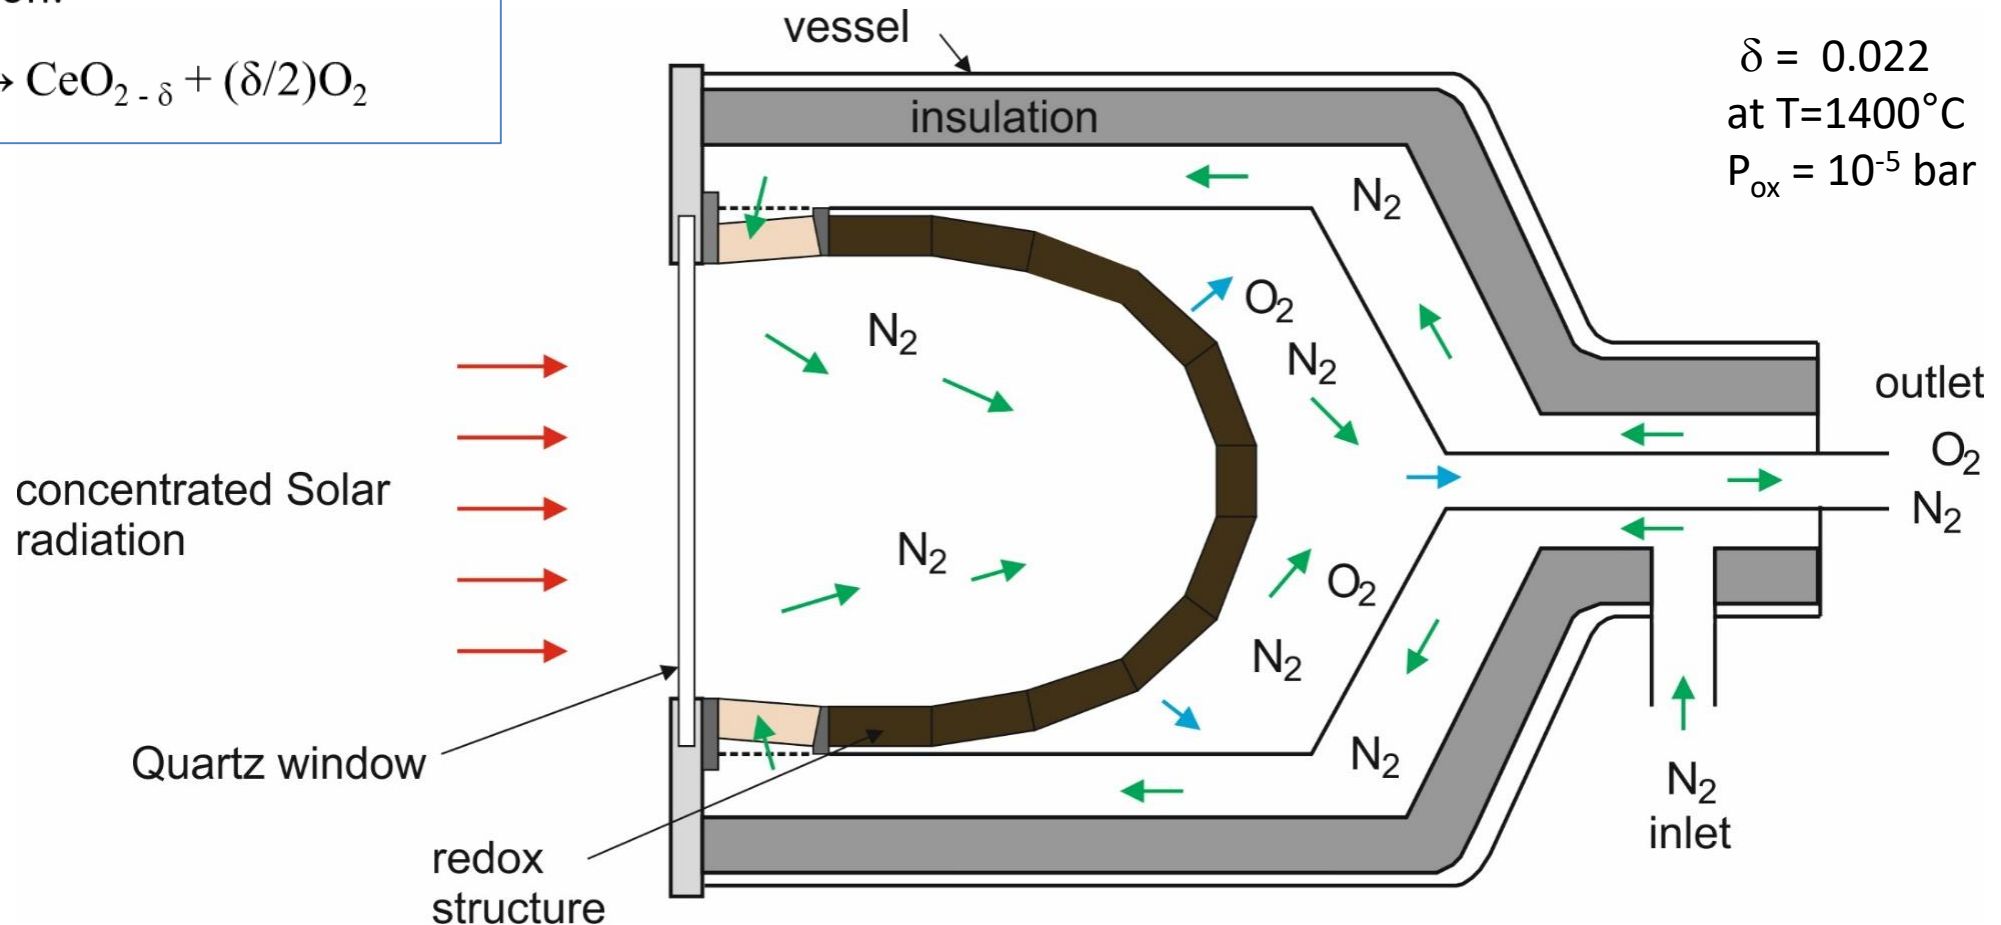 → CeO₂ ₋ δ + (δ/2)O₂
vessel
δ = 0.022
at T=1400°C
Pₒₓ = 10⁻⁵ bar
insulation
N₂
O₂
N₂
N₂
outlet
O₂
N₂
concentrated Solar
radiation
N₂
O₂
N₂
N₂
Quartz window
N₂
inlet
redox
structure